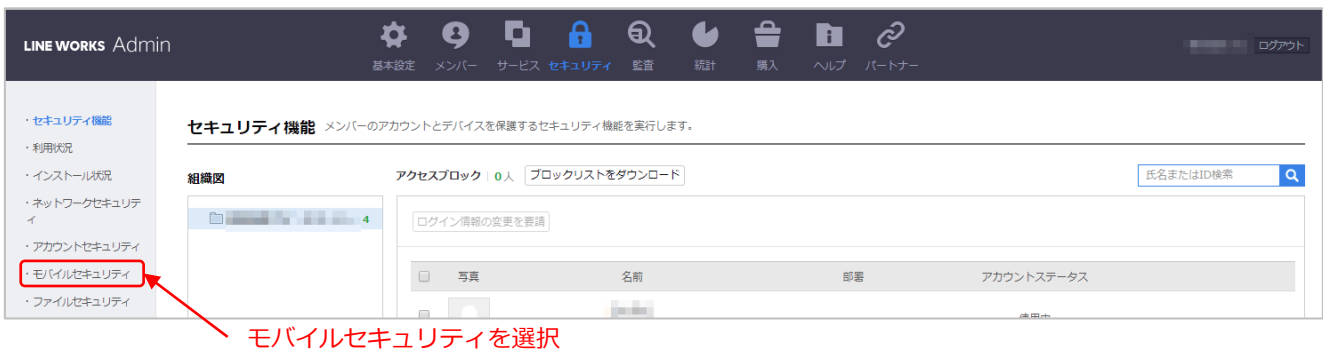 LINE WORKS Admin
基本設定 メンバー サービス セキュリティ 監査 統計 購入 ヘルプ パートナー
ログアウト
・セキュリティ機能
・利用状況
・インストール状況
・ネットワークセキュリテ
ィ
・アカウントセキュリティ
・モバイルセキュリティ
・ファイルセキュリティ
セキュリティ機能 メンバーのアカウントとデバイスを保護するセキュリティ機能を実行します。
組織図
4
アクセスブロック | 0人 ブロックリストをダウンロード
氏名またはID検索
ログイン情報の変更を要請
写真 名前 部署 アカウントステータス
使用中
モバイルセキュリティを選択